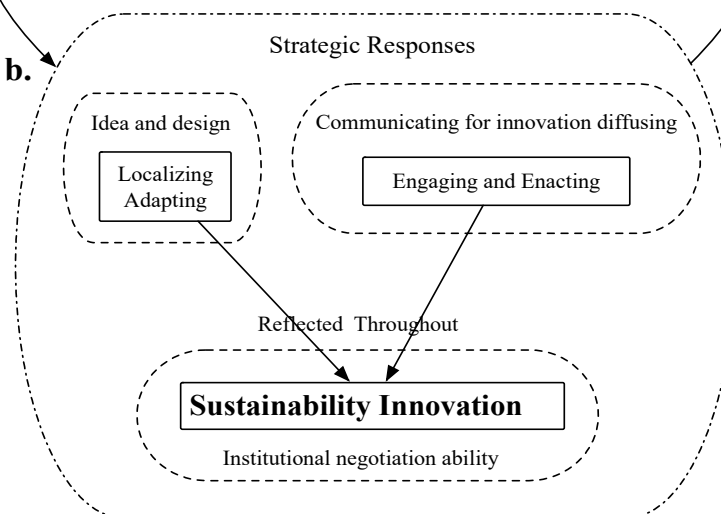 Strategic Responses
b.
Idea and design
Communicating for innovation diffusing
Localizing
Adapting
Engaging and Enacting
Reflected Throughout
Sustainability Innovation
Institutional negotiation ability